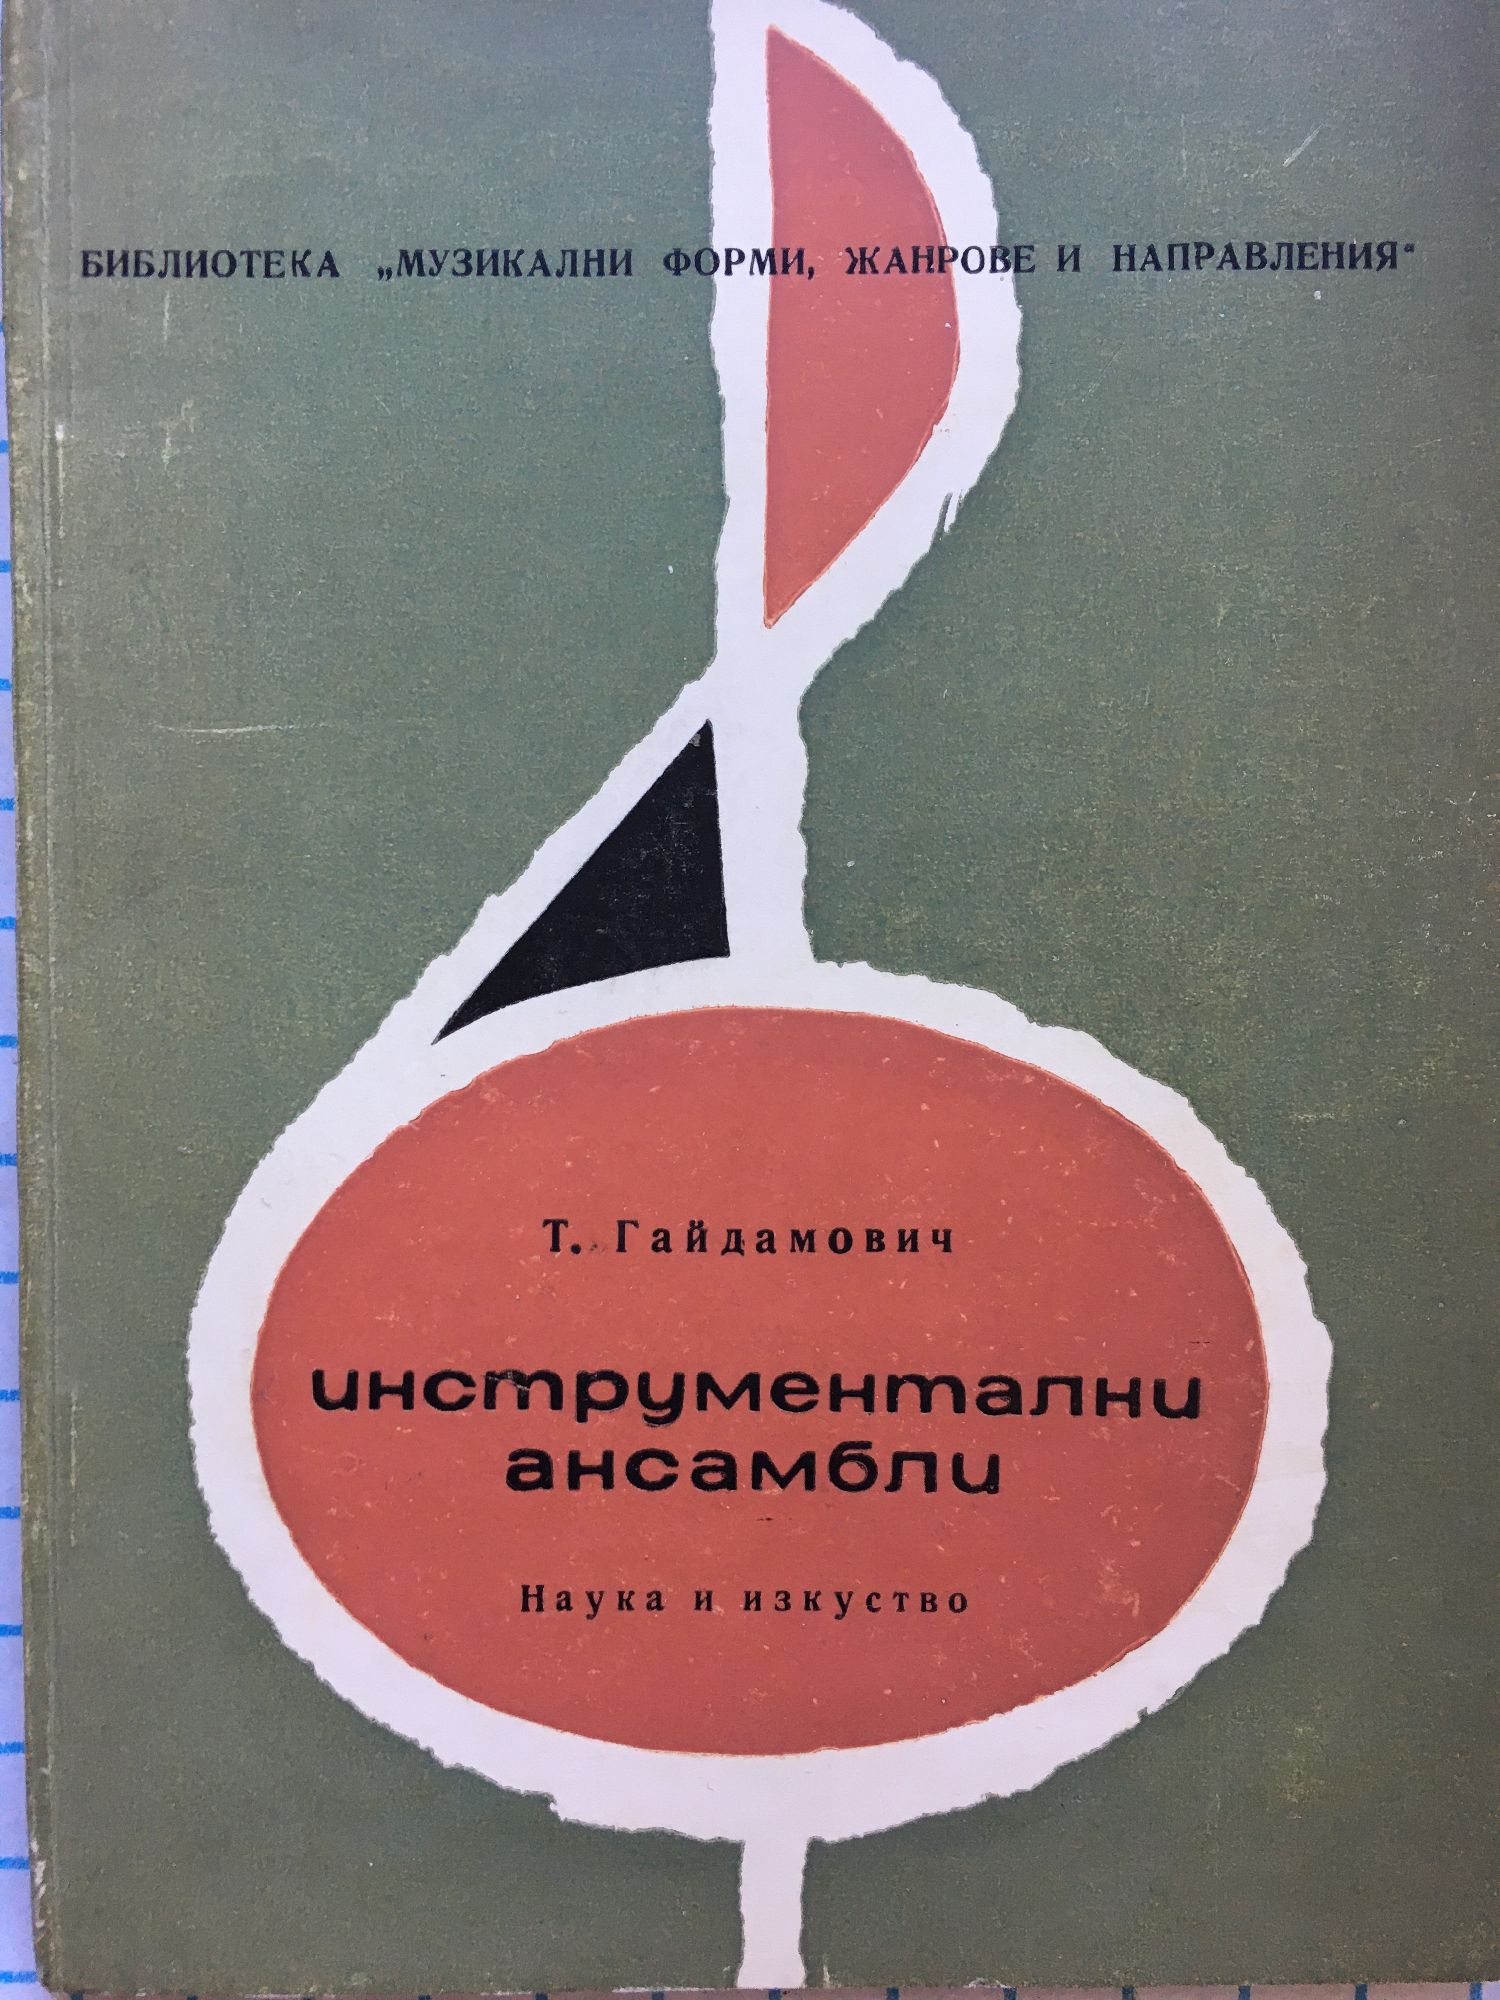 БИБЛИОТЕКА „МУЗИКАЛНИ ФОРМИ, ЖАНРОВЕ И НАПРАВЛЕНИЯ“
Т. Гайдамович
инструментални
ансамбли
Наука и изкуство